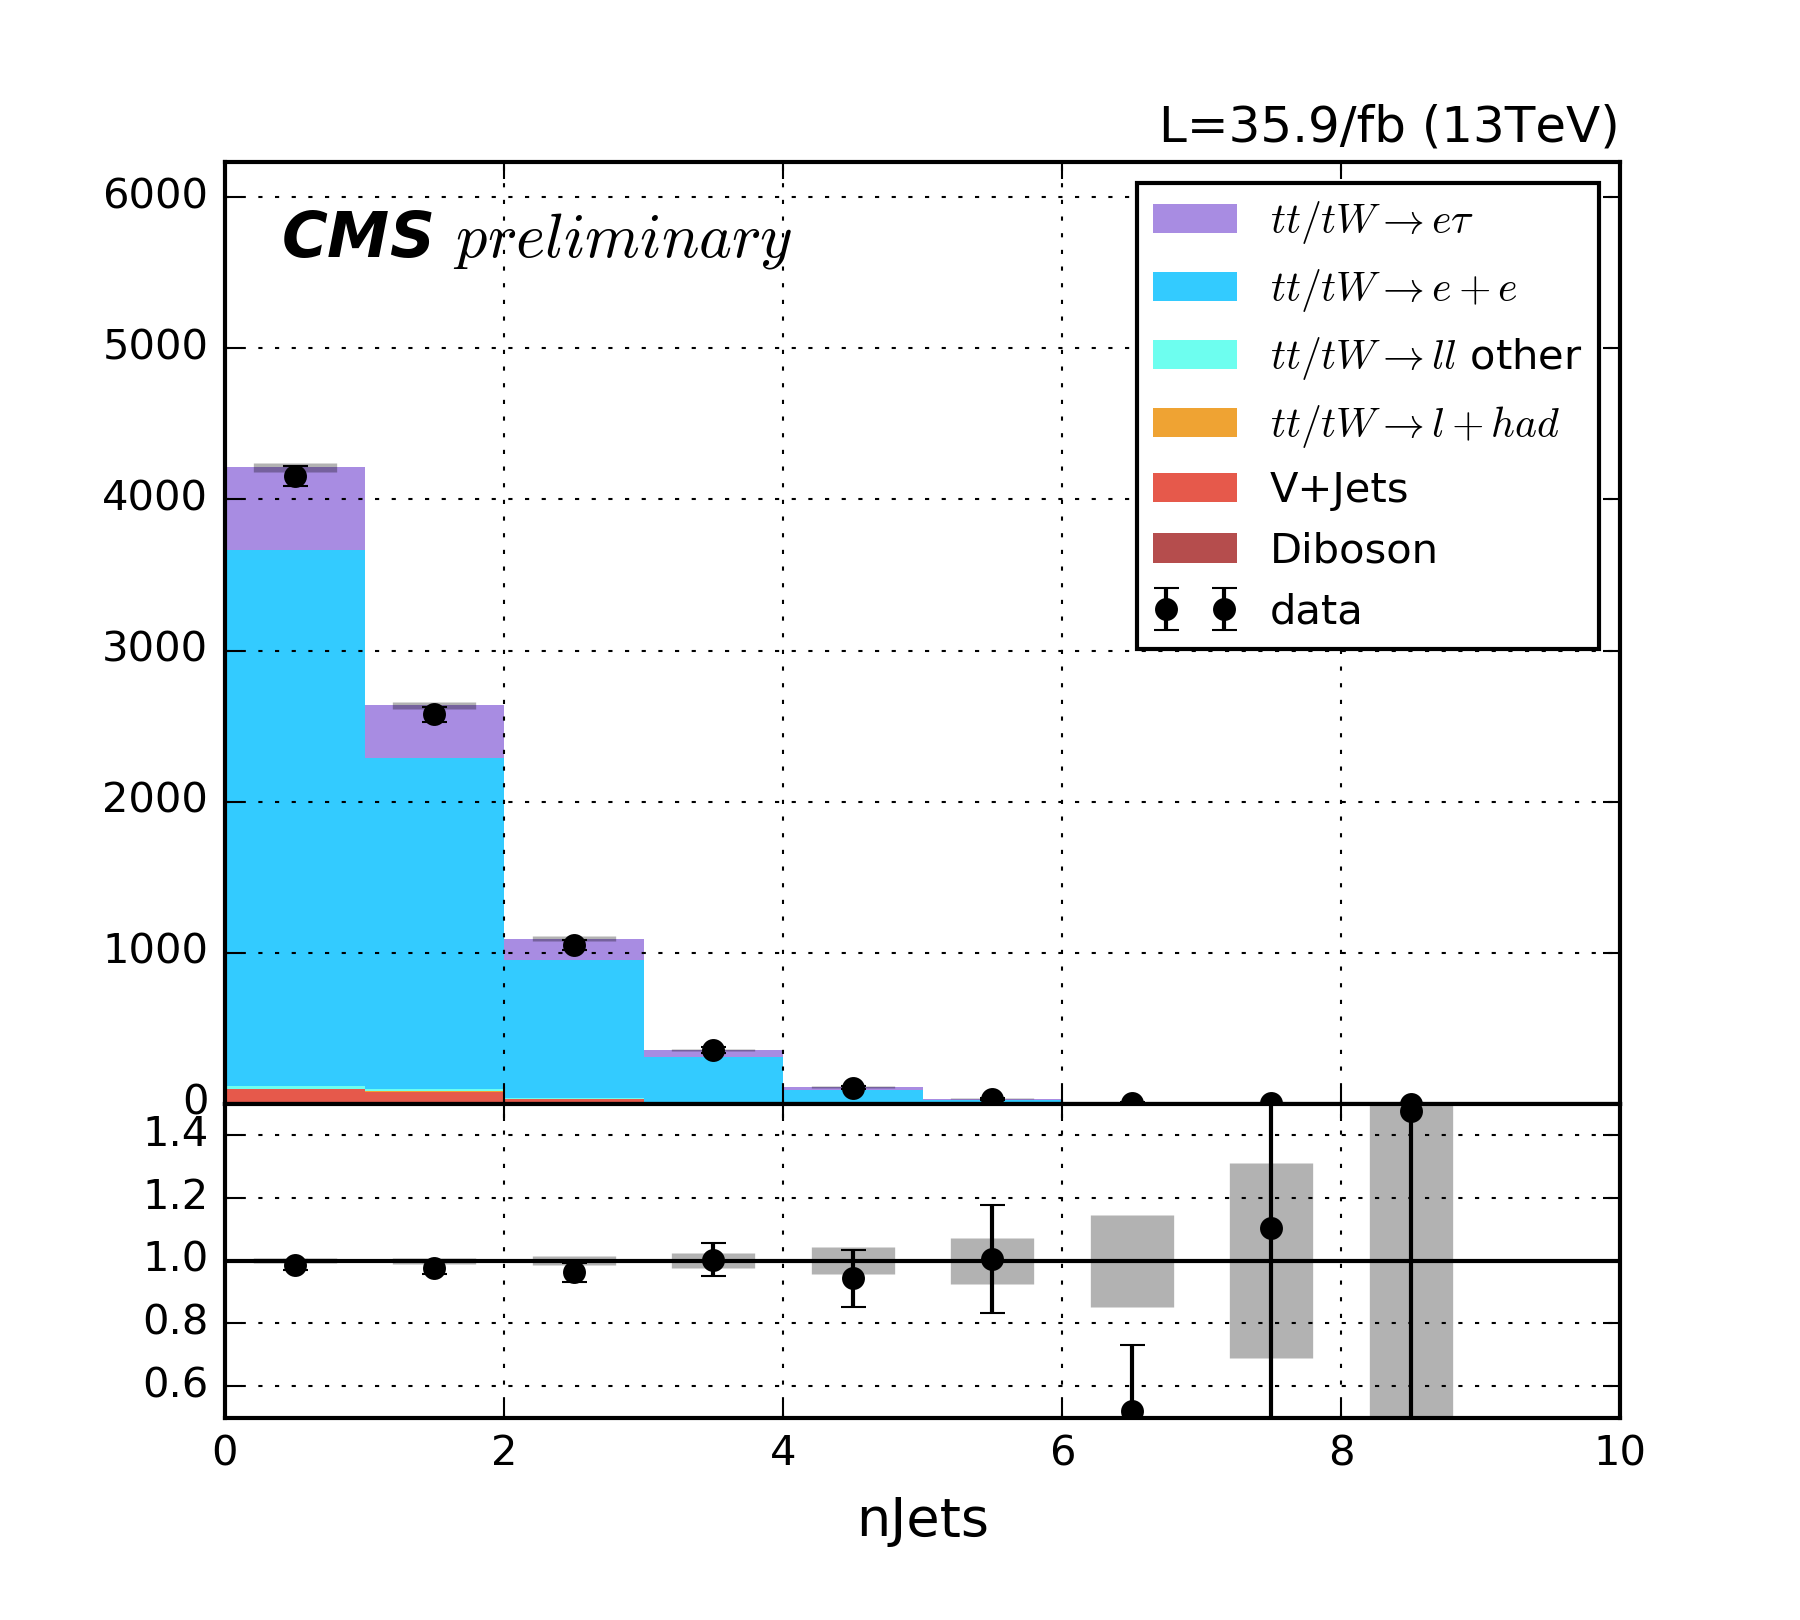 L=35.9/fb (13TeV)
CMS preliminary
6000
5000
4000
3000
2000
1000
0
tt/tW→eτ
tt/tW→e+e
tt/tW→ll other
tt/tW→l+had
V+Jets
Diboson
data
1.4
1.2
1.0
0.8
0.6
0 2 4 6 8 10
nJets